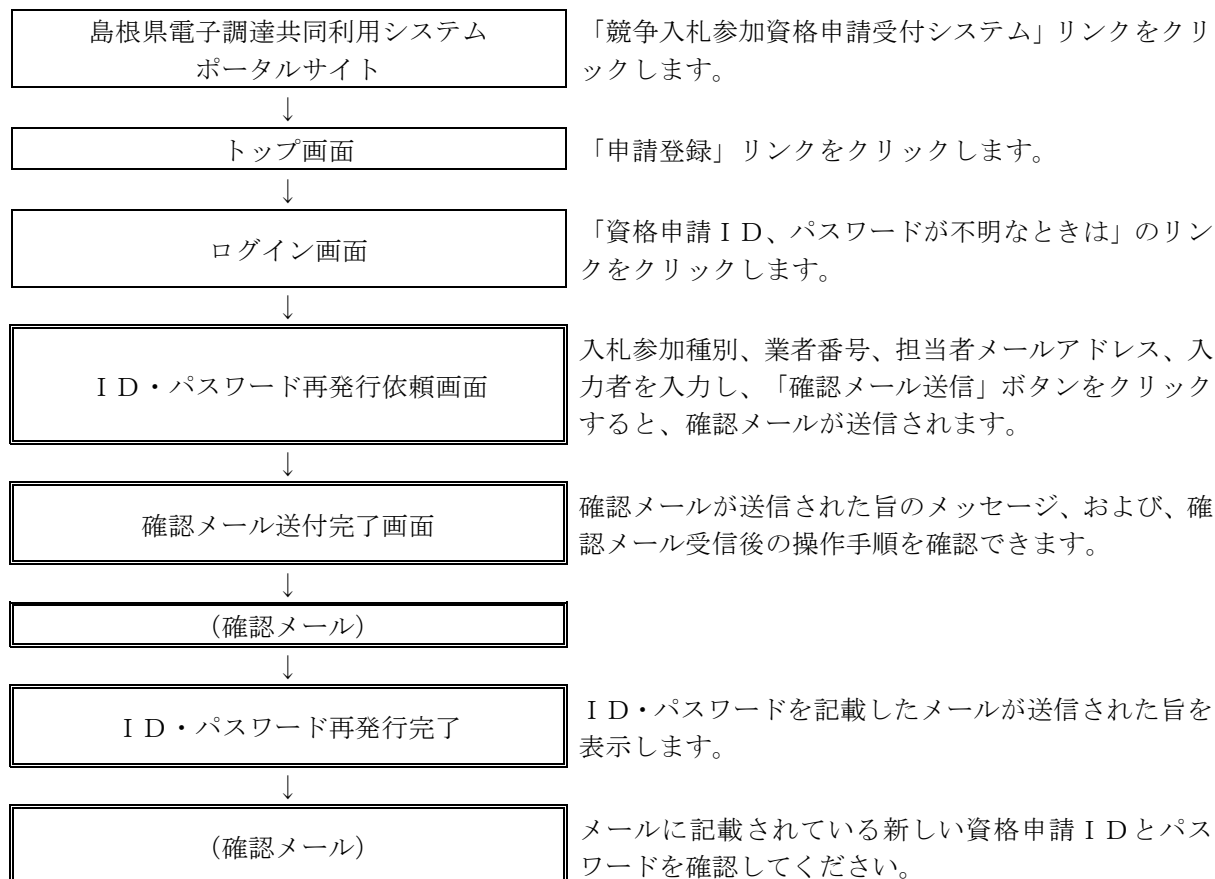 島根県電子調達共同利用システム
ポータルサイト
「競争入札参加資格申請受付システム」リンクをクリ
ックします。
↓
トップ画面
「申請登録」リンクをクリックします。
↓
ログイン画面
「資格申請ＩＤ、パスワードが不明なときは」のリン
クをクリックします。
↓
ＩＤ・パスワード再発行依頼画面
入札参加種別、業者番号、担当者メールアドレス、入
力者を入力し、「確認メール送信」ボタンをクリック
すると、確認メールが送信されます。
↓
確認メール送付完了画面
確認メールが送信された旨のメッセージ、および、確
認メール受信後の操作手順を確認できます。
↓
（確認メール）
↓
ＩＤ・パスワード再発行完了
ＩＤ・パスワードを記載したメールが送信された旨を
表示します。
↓
（確認メール）
メールに記載されている新しい資格申請ＩＤとパス
ワードを確認してください。